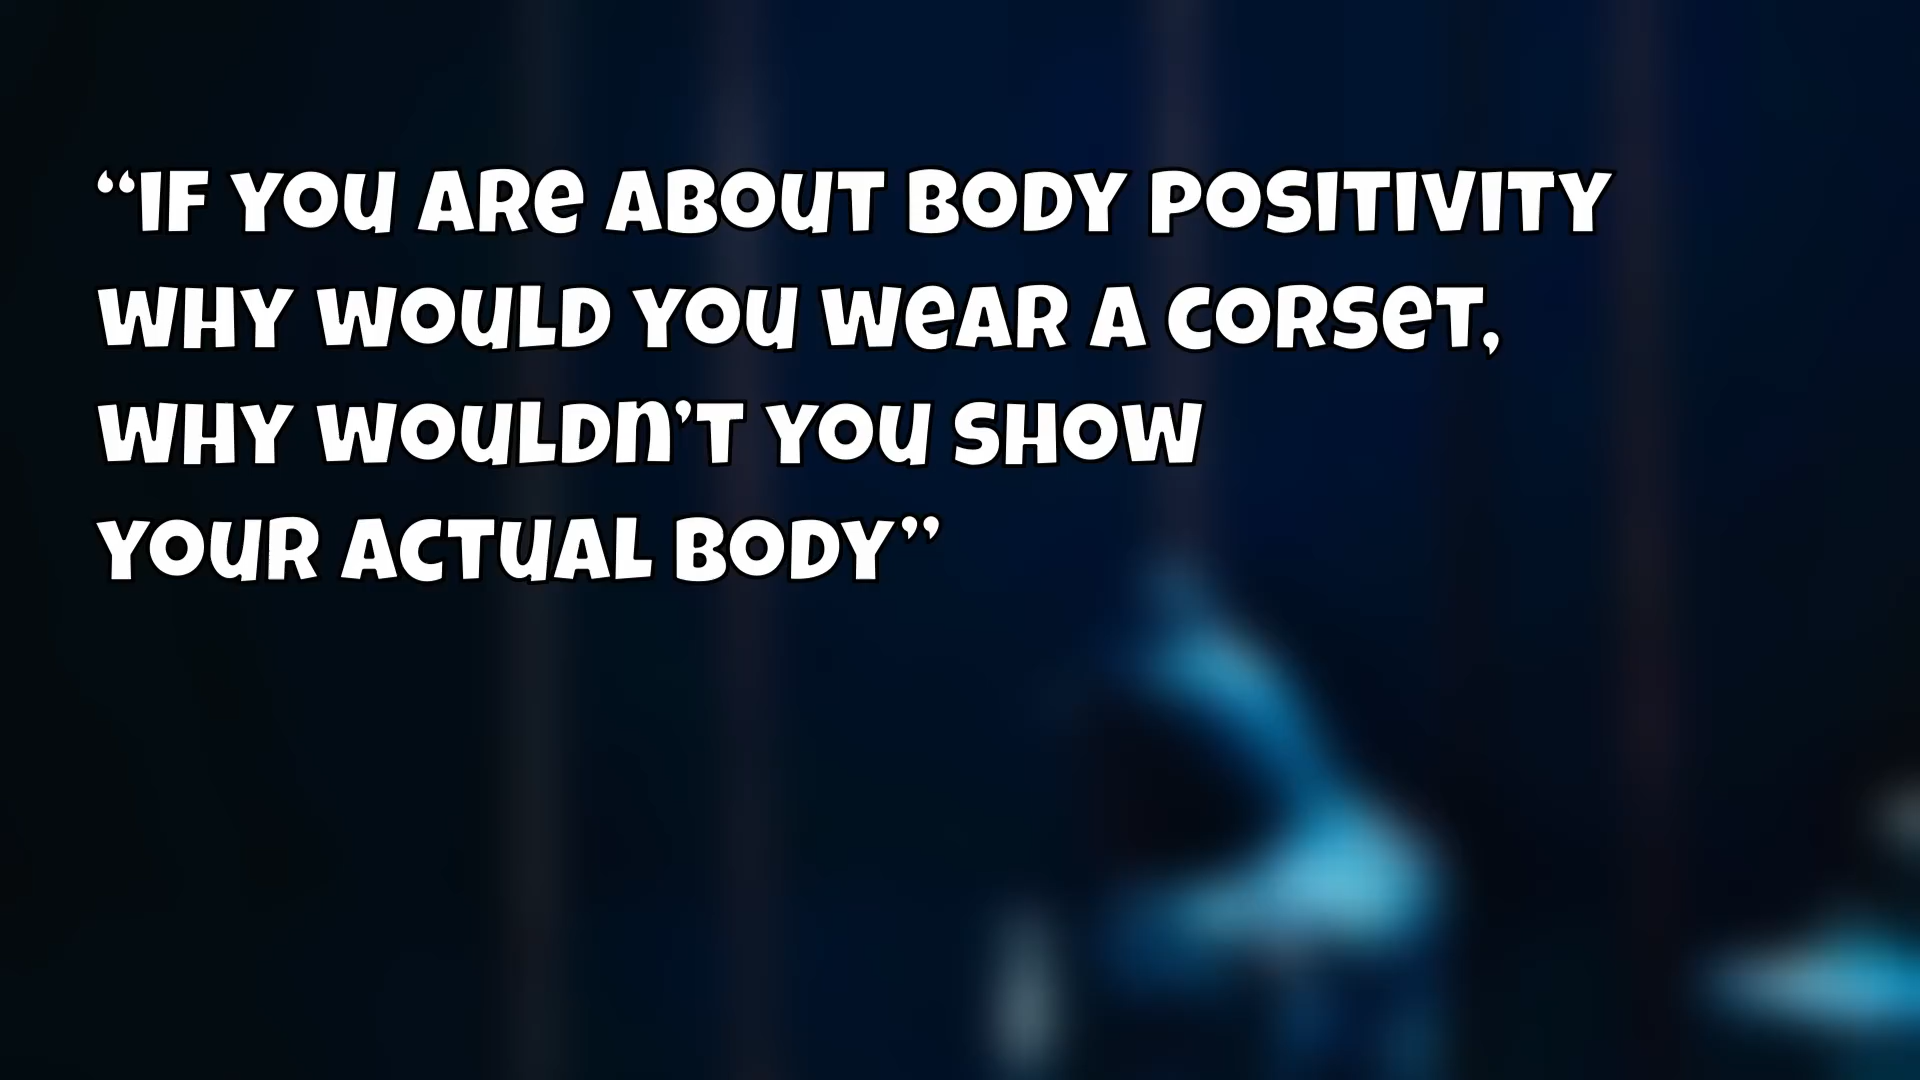 “IF YOU ARE ABOUT BODY POSITIVITY
WHY WOULD YOU WEAR A CORSET,
WHY WOULDN’T YOU SHOW
YOUR ACTUAL BODY”